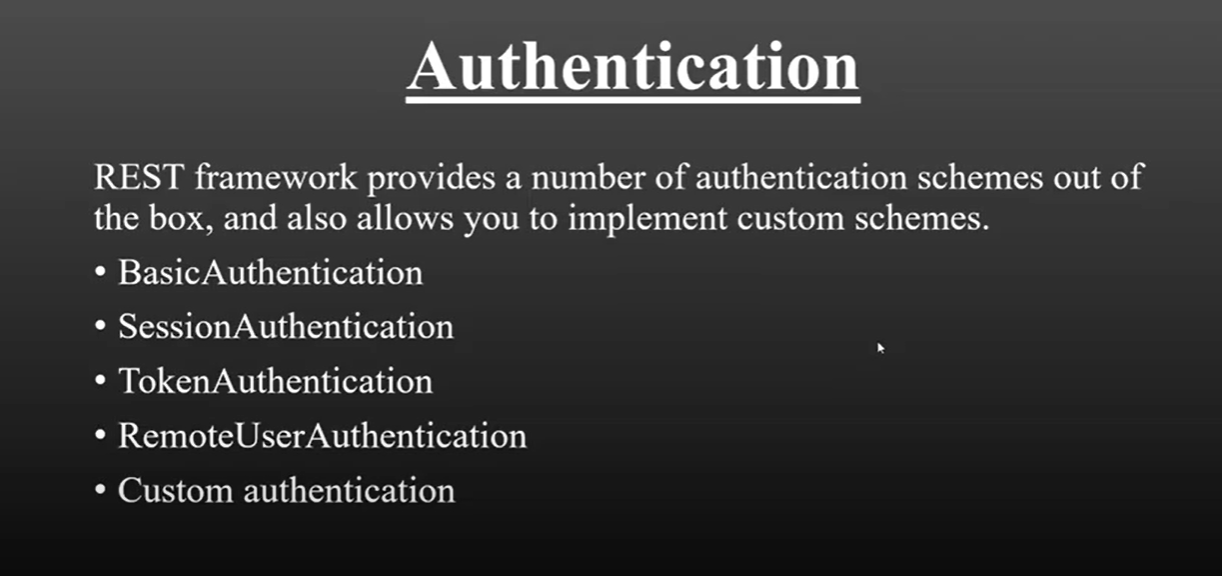 Authentication
REST framework provides a number of authentication schemes out of
the box, and also allows you to implement custom schemes.
• BasicAuthentication
• SessionAuthentication
• TokenAuthentication
• RemoteUserAuthentication
• Custom authentication